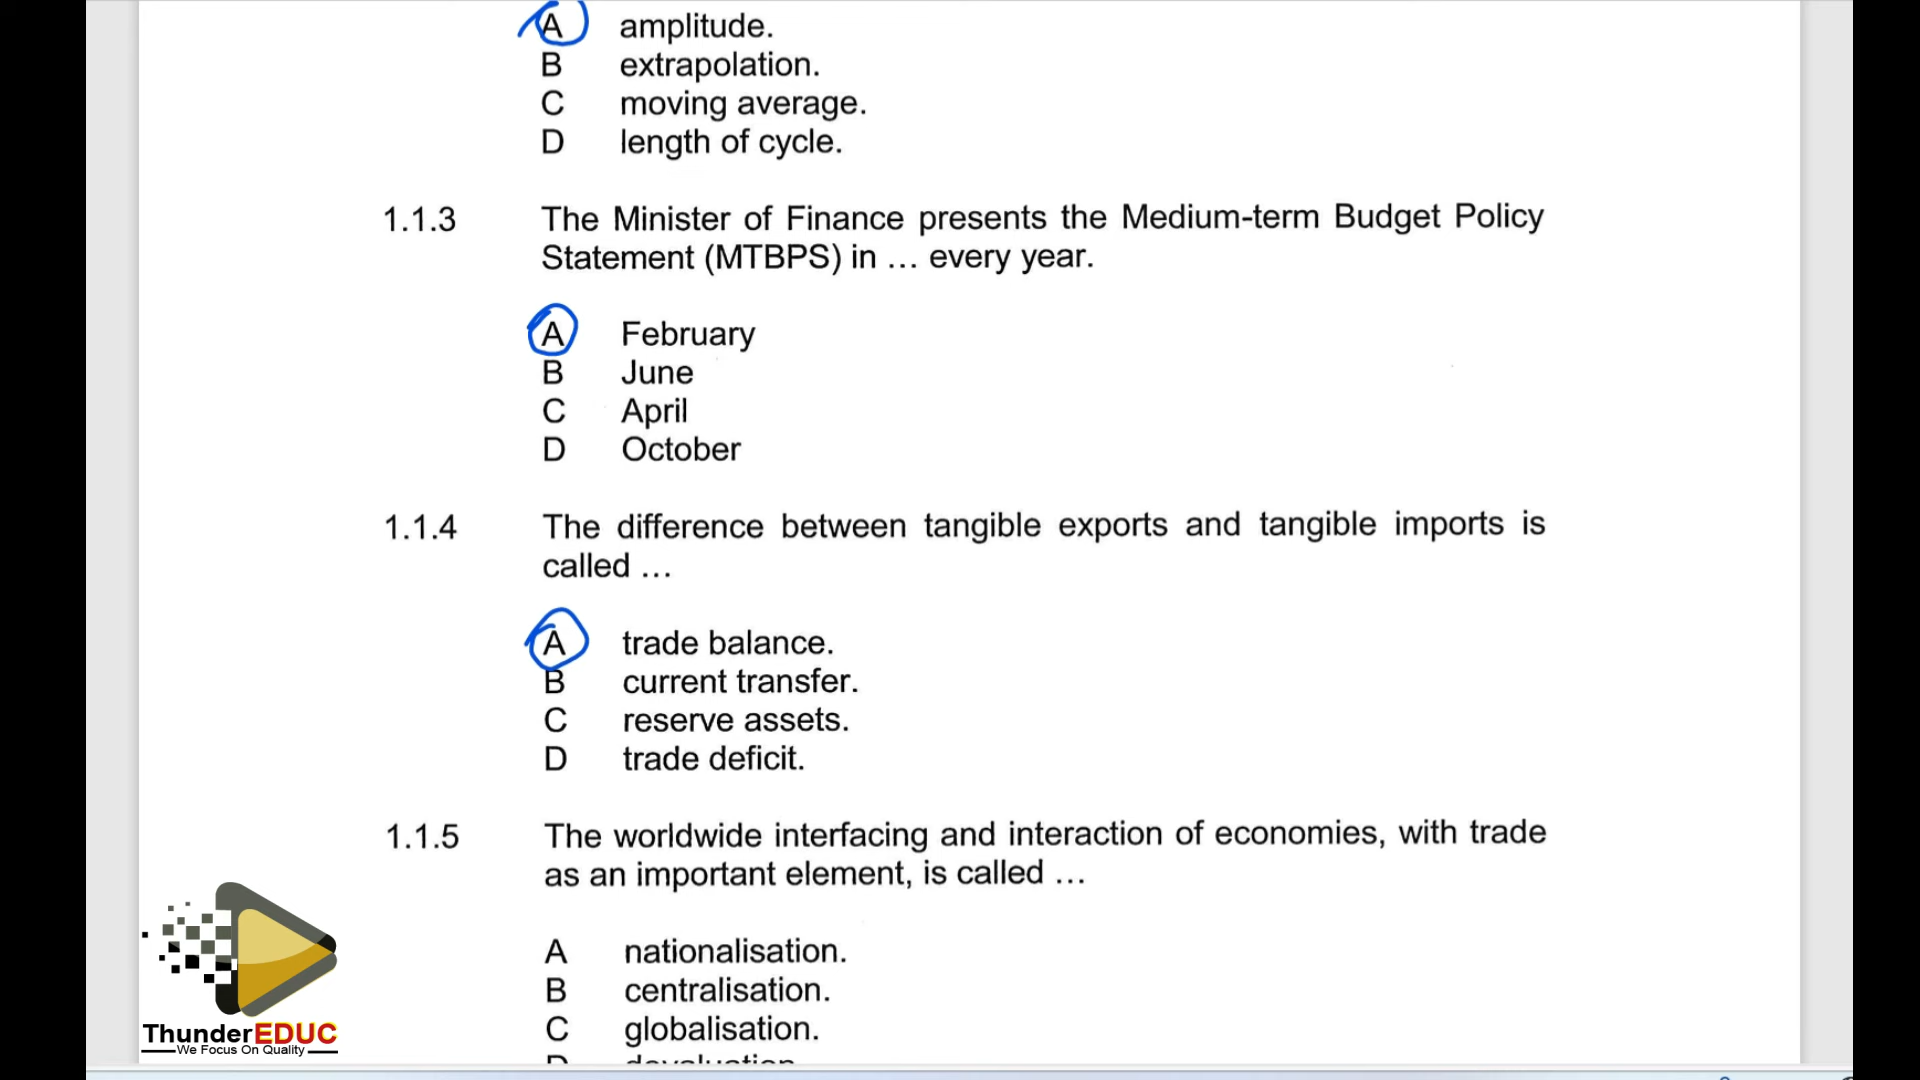 A amplitude.
B extrapolation.
C moving average.
D length of cycle.
1.1.3 The Minister of Finance presents the Medium-term Budget Policy
Statement (MTBPS) in … every year.
A February
B June
C April
D October
1.1.4 The difference between tangible exports and tangible imports is
called …
A trade balance.
B current transfer.
C reserve assets.
D trade deficit.
1.1.5 The worldwide interfacing and interaction of economies, with trade
as an important element, is called …
A nationalisation.
B centralisation.
C globalisation.
D devaluation
ThunderEDUC
We Focus On Quality